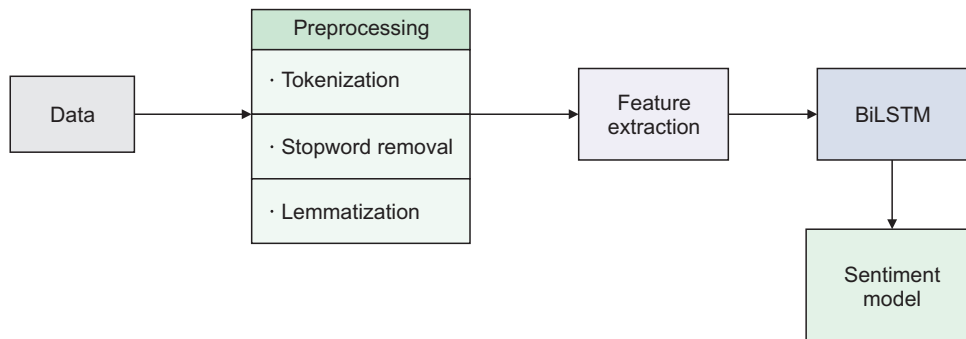 Data
Preprocessing
· Tokenization
· Stopword removal
· Lemmatization
Feature
extraction
BiLSTM
Sentiment
model